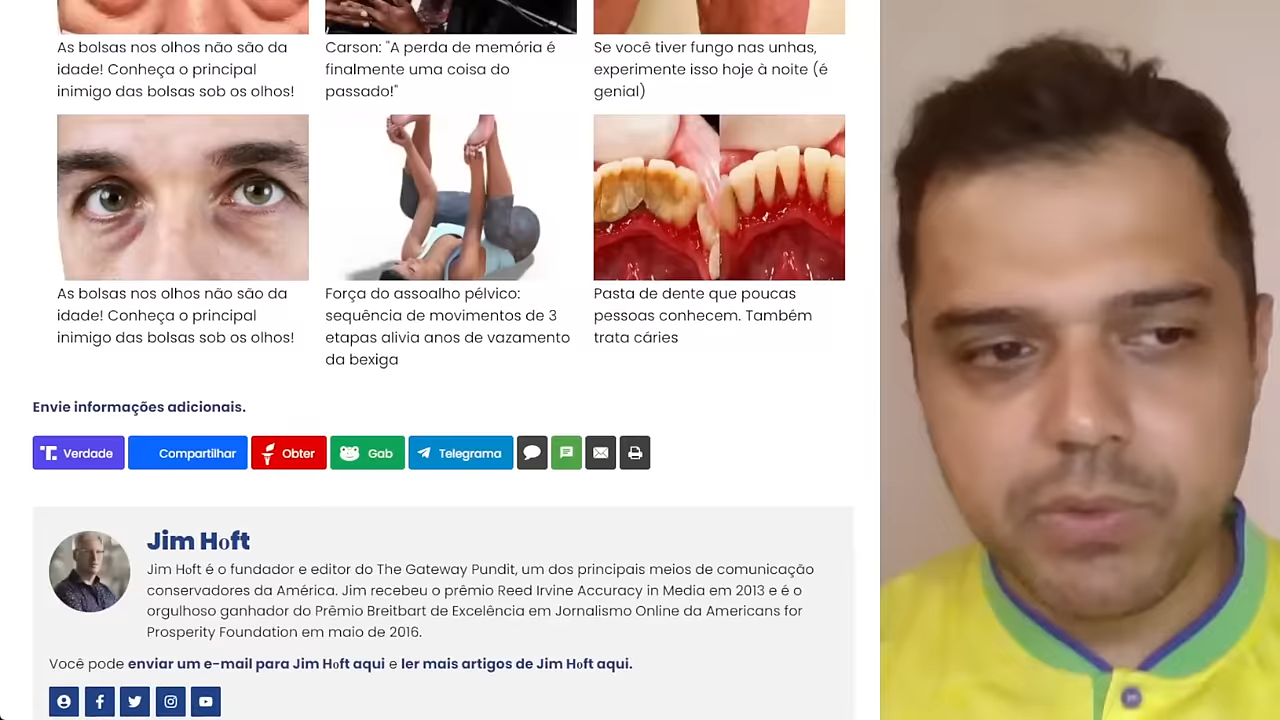 As bolsas nos olhos não são da
idade! Conheça o principal
inimigo das bolsas sob os olhos!
Carson: "A perda de memória é
finalmente uma coisa do
passado!"
Se você tiver fungo nas unhas,
experimente isso hoje à noite (é
genial)
As bolsas nos olhos não são da
idade! Conheça o principal
inimigo das bolsas sob os olhos!
Força do assoalho pélvico:
sequência de movimentos de 3
etapas alivia anos de vazamento
da bexiga
Pasta de dente que poucas
pessoas conhecem. Também
trata cáries
Envie informações adicionais.
Verdade
Compartilhar
Obter
Gab
Telegrama
Jim Hoft
Jim Hoft é o fundador e editor do The Gateway Pundit, um dos principais meios de comunicação
conservadores da América. Jim recebeu o prêmio Reed Irvine Accuracy in Media em 2013 e é o
orgulhoso ganhador do Prêmio Breitbart de Excelência em Jornalismo Online da Americans for
Prosperity Foundation em maio de 2016.
Você pode enviar um e-mail para Jim Hoft aqui e ler mais artigos de Jim Hoft aqui.